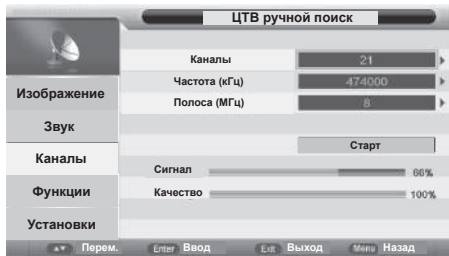 ЦТВ ручной поиск
Каналы 21
Частота (кГц) 474000
Полоса (МГц) 8
Старт
Сигнал 66%
Качество 100%
Изображение
Звук
Каналы
Функции
Установки
Перем. Enter Ввод Exit Выход Menu Назад